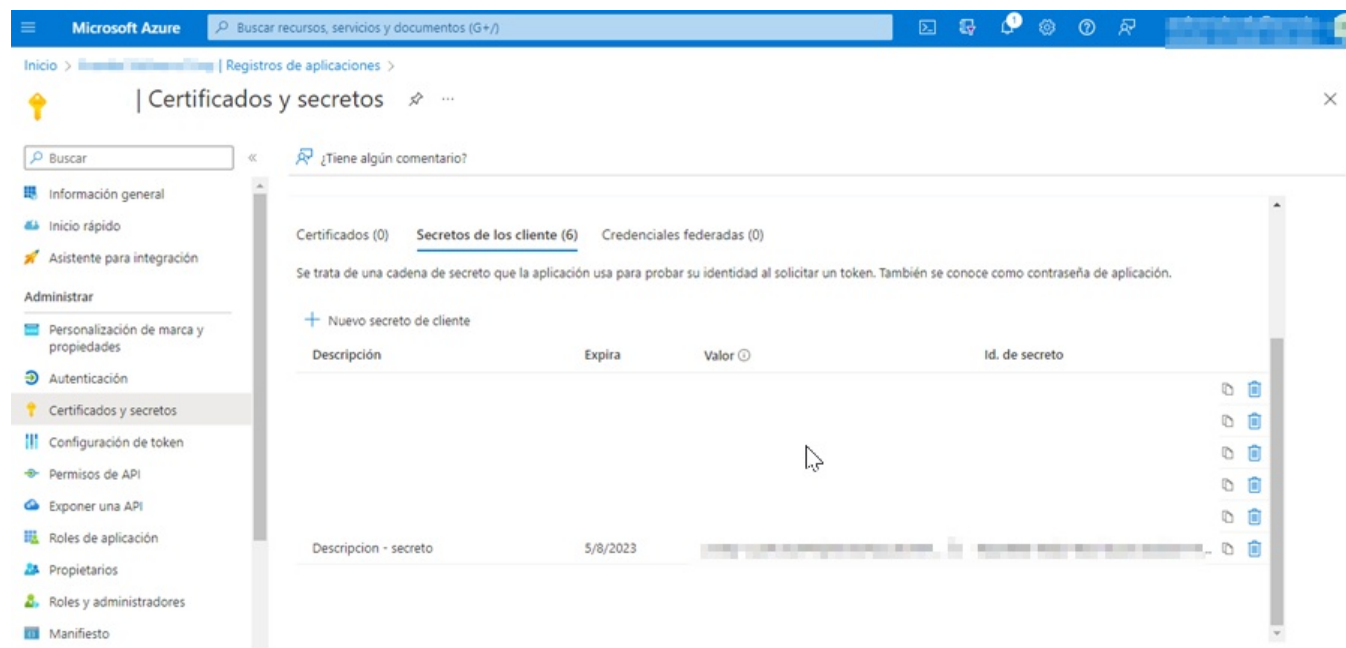 Microsoft Azure
Buscar recursos, servicios y documentos (G+/)
1
Inicio > | Registros de aplicaciones >
| Certificados y secretos
Buscar
¿Tiene algún comentario?
Información general
Inicio rápido
Asistente para integración
Administrar
Personalización de marca y
propiedades
Autenticación
Certificados y secretos
Configuración de token
Permisos de API
Exponer una API
Roles de aplicación
Propietarios
Roles y administradores
Manifiesto
Certificados (0) Secretos de los cliente (6) Credenciales federadas (0)
Se trata de una cadena de secreto que la aplicación usa para probar su identidad al solicitar un token. También se conoce como contraseña de aplicación.
Nuevo secreto de cliente
Descripción Expira Valor Id. de secreto
Descripcion - secreto 5/8/2023